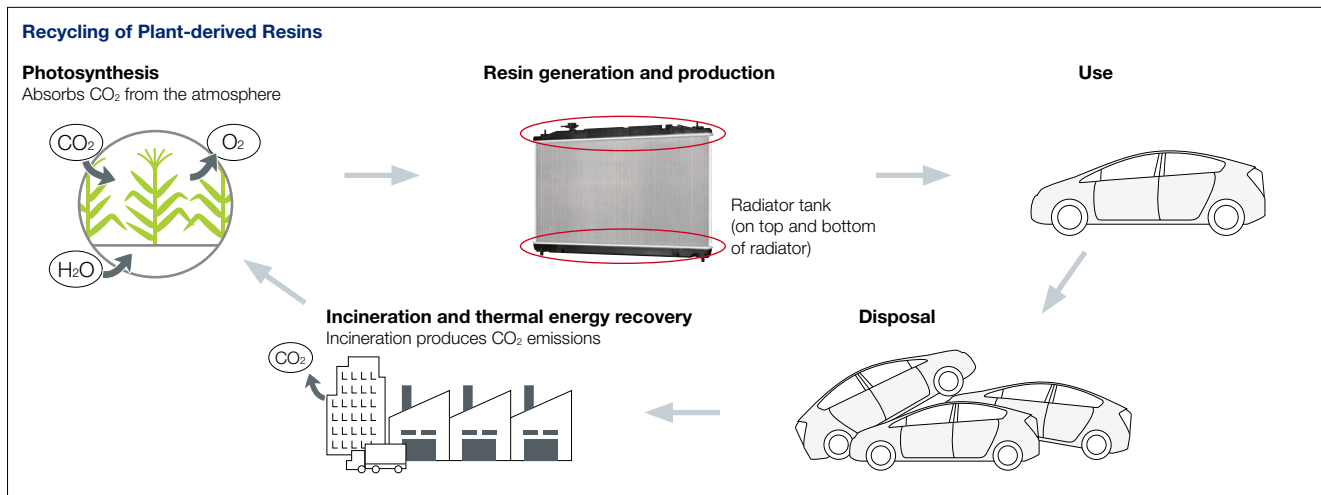 Recycling of Plant-derived Resins
Photosynthesis
Absorbs CO₂ from the atmosphere
CO₂
O₂
H₂O
Resin generation and production
Radiator tank
(on top and bottom
of radiator)
Use
Incineration and thermal energy recovery
Incineration produces CO₂ emissions
CO₂
Disposal